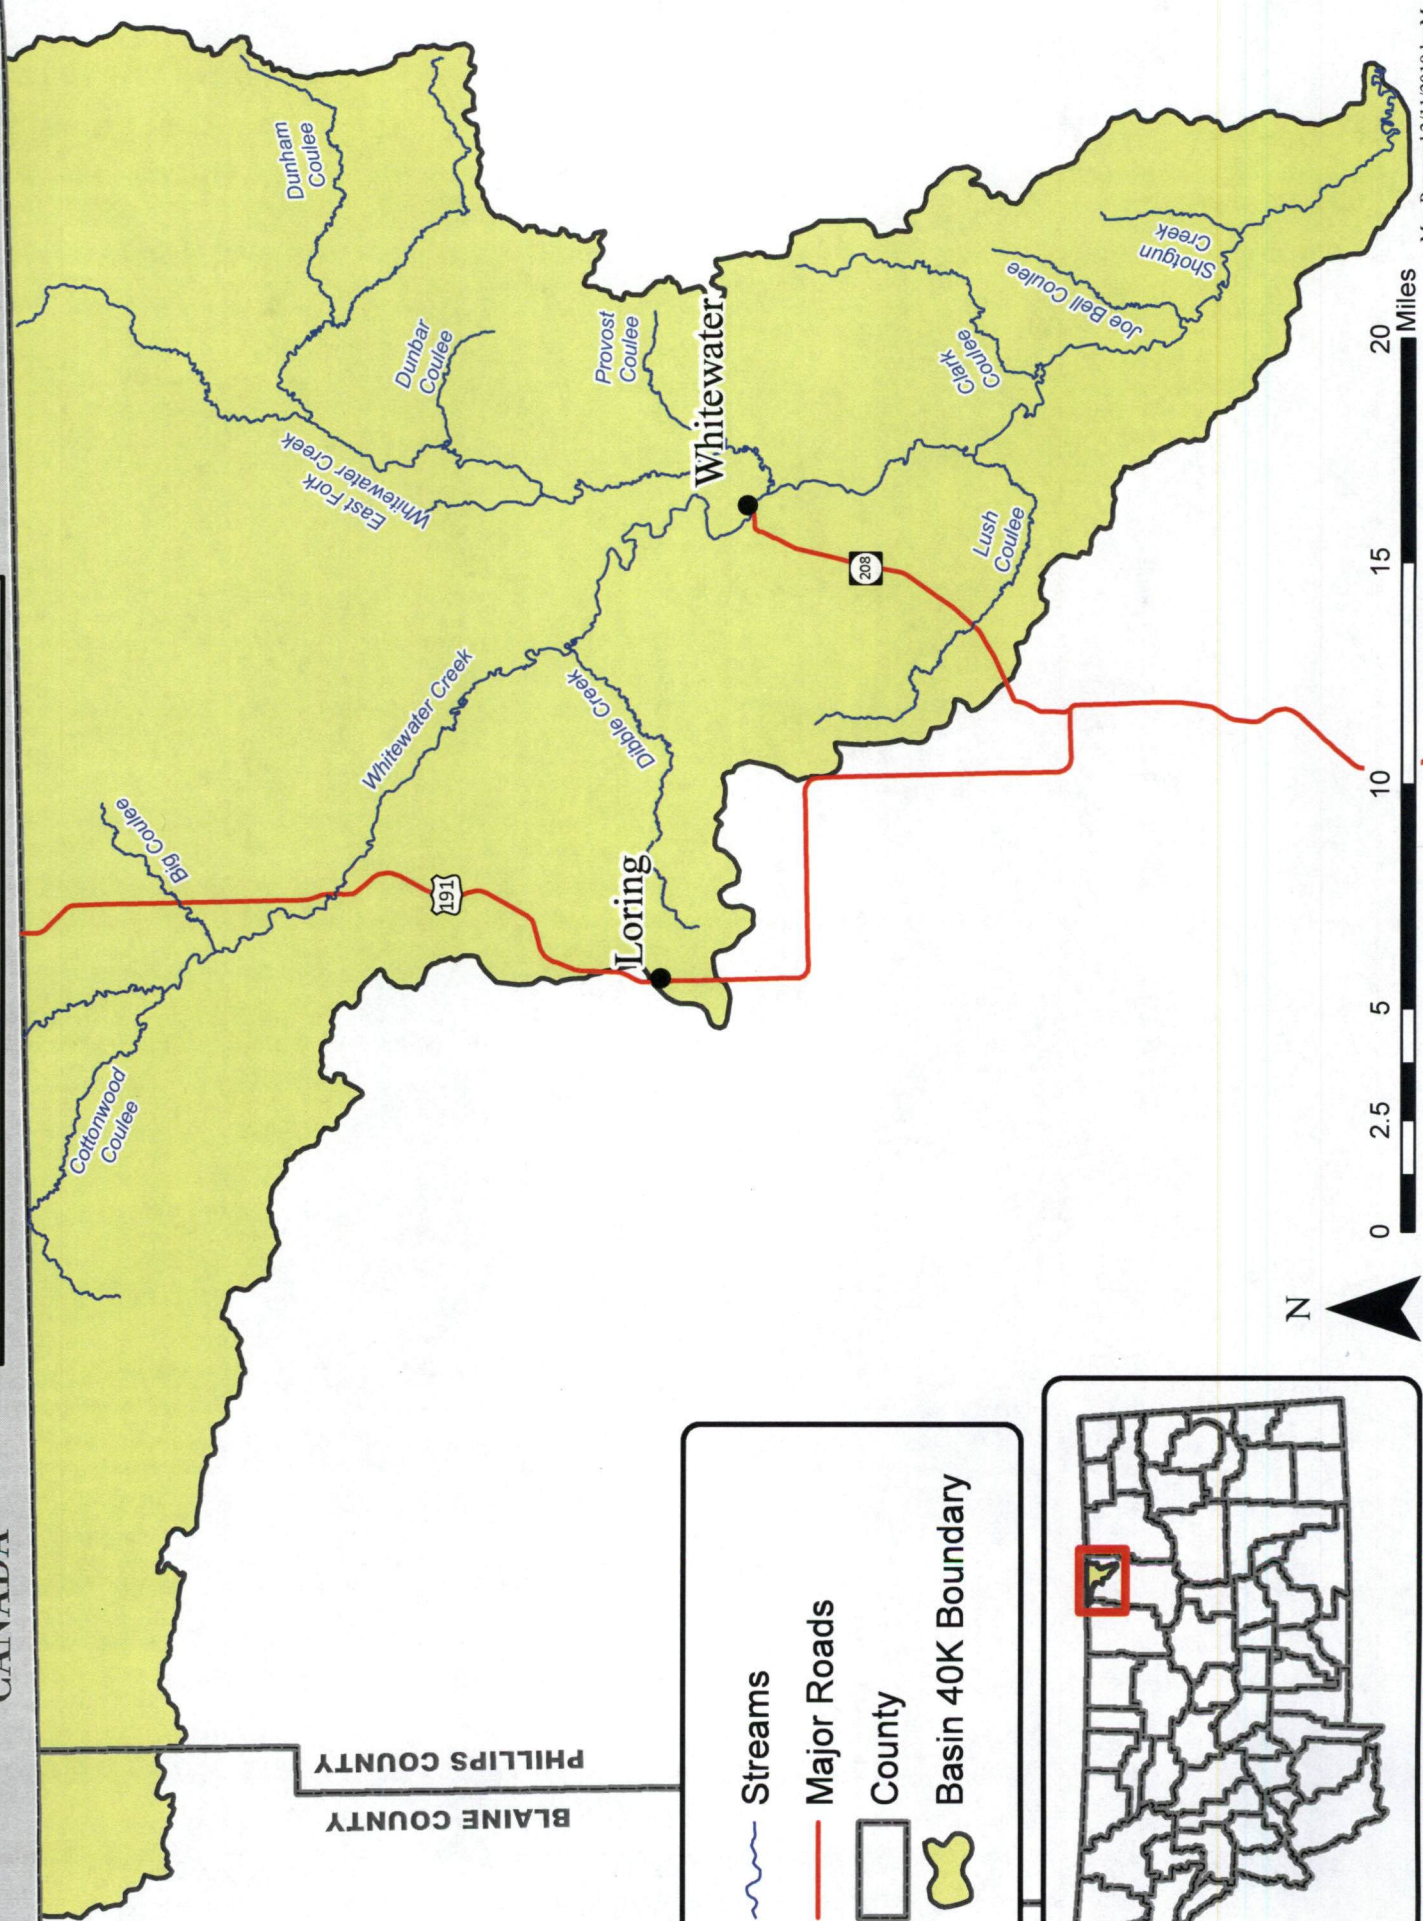 CANADA
Dunham
Coulee
Big Coulee
Cottonwood
Coulee
Whitewater Creek
East Fork
Whitewater Creek
Dunbar
Coulee
191
Dibble Creek
Provost
Coulee
Loring
Whitewater
208
Lush
Coulee
Clark
Coulee
Joe Bell Coulee
Shotgun
Creek
BLAINE COUNTY
PHILLIPS COUNTY
Streams
Major Roads
County
Basin 40K Boundary
N
0 2.5 5 10 15 20
Miles